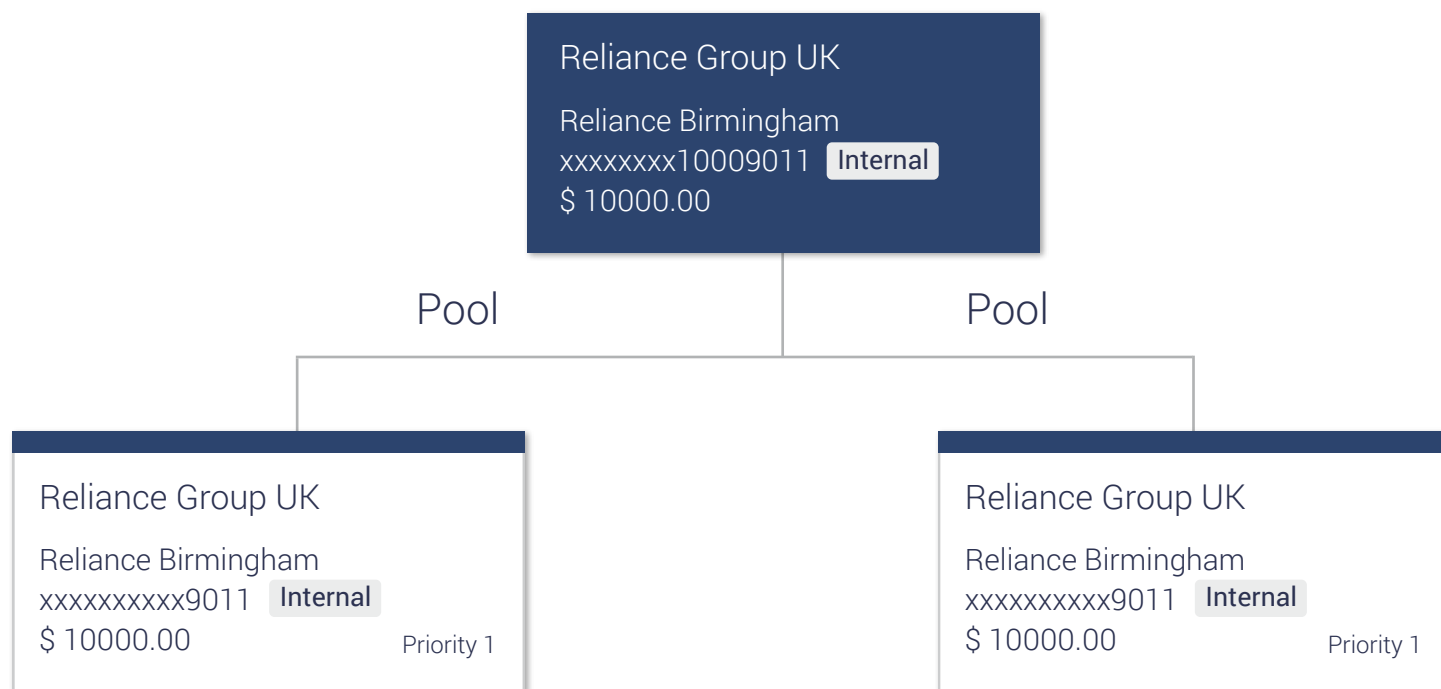 Reliance Group UK
Reliance Birmingham
xxxxxxxx10009011 Internal
$ 10000.00
Pool
Pool
Reliance Group UK
Reliance Birmingham
xxxxxxxxxx9011 Internal
$ 10000.00 Priority 1
Reliance Group UK
Reliance Birmingham
xxxxxxxxxx9011 Internal
$ 10000.00 Priority 1